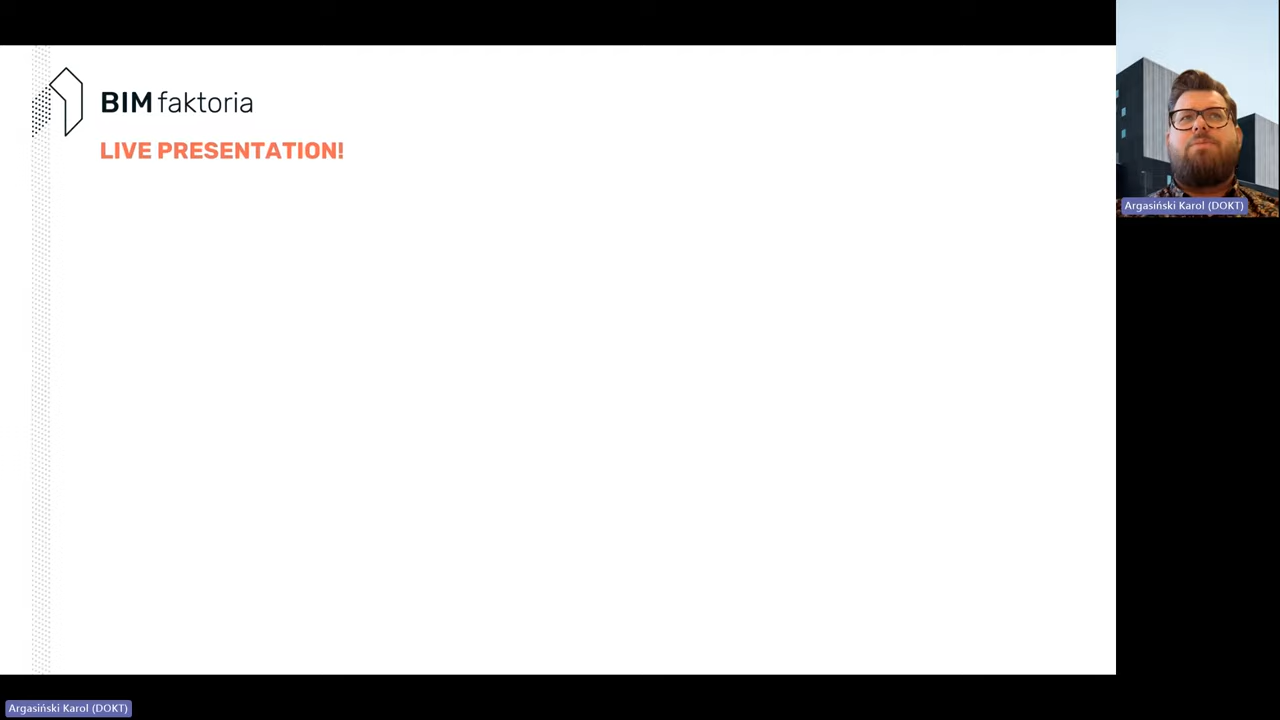 BIM faktoria
LIVE PRESENTATION!
Argasiński Karol (DOKT)
Argasiński Karol (DOKT)